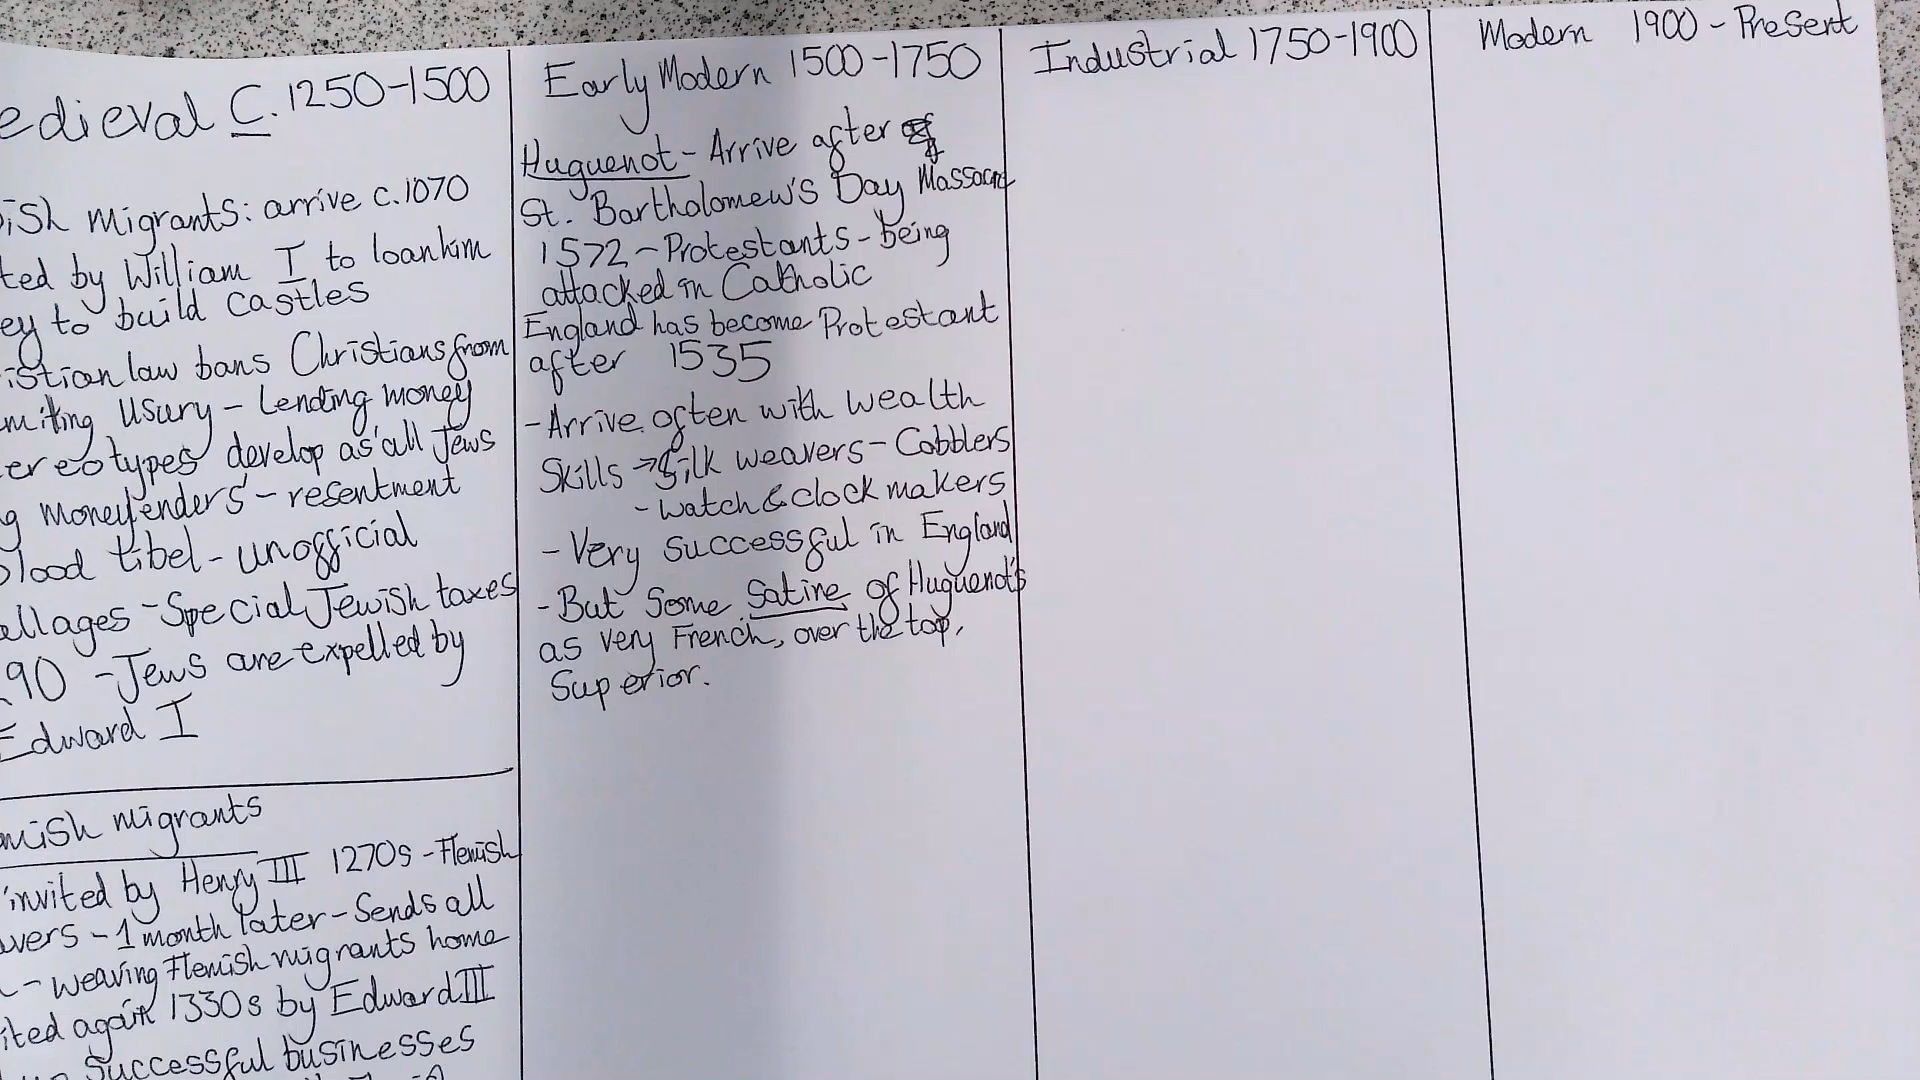 edieval C. 1250-1500
ish migrants: arrive c.1070
ted by William I to loan him
ey to build castles
istian law bans Christians from
mitting Usury - lending money
ereotypes develop as 'all Jews
g moneylenders' - resentment
lood libel - unofficial
allages - Special Jewish taxes
90 - Jews are expelled by
Edward I
mish migrants
invited by Henry III 1270s - Flemish
avers - 1 month later - Sends all
- weaving Flemish migrants home
ited again 1330s by Edward III
Successful businesses
Early Modern 1500-1750
Huguenot - Arrive after
St. Bartholomew's Day Massacre
1572 - Protestants - being
attacked in Catholic
England has become Protestant
after 1535
- Arrive often with wealth
Skills → Silk weavers - Cobblers
- watch & clock makers
- Very successful in England
- But Some Satire of Huguenot's
as very French, over the top,
Superior.
Industrial 1750-1900
Modern 1900 - Present